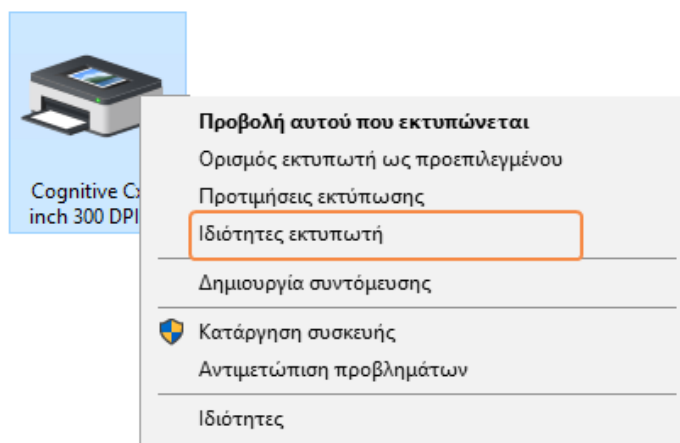 Cognitive
inch 300 DPI
Προβολή αυτού που εκτυπώνεται
Ορισμός εκτυπωτή ως προεπιλεγμένου
Προτιμήσεις εκτύπωσης
Ιδιότητες εκτυπωτή
Δημιουργία συντόμευσης
Κατάργηση συσκευής
Αντιμετώπιση προβλημάτων
Ιδιότητες